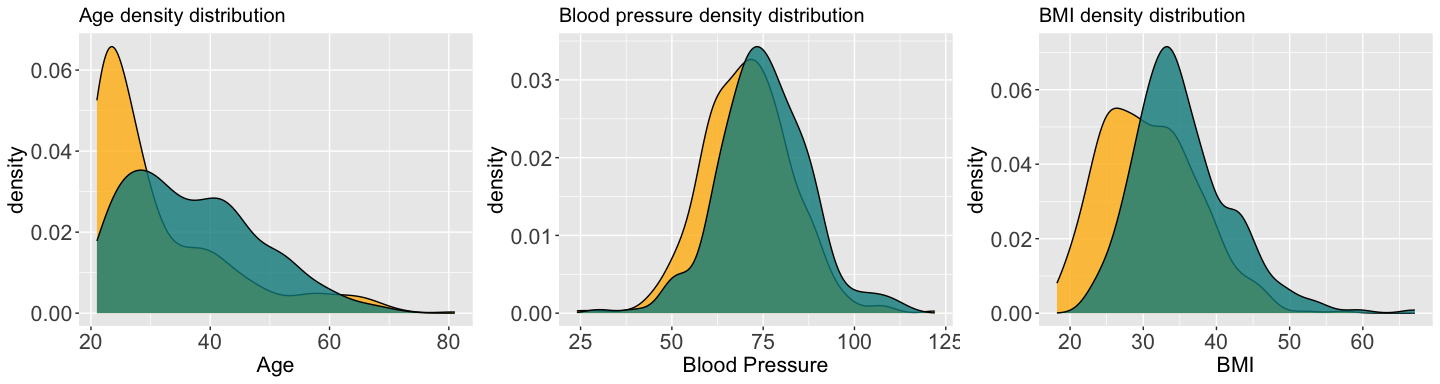 Age density distribution
density
0.06
0.04
0.02
0.00
20 40 60 80
Age
Blood pressure density distribution
density
0.03
0.02
0.01
0.00
25 50 75 100 125
Blood Pressure
BMI density distribution
density
0.06
0.04
0.02
0.00
20 30 40 50 60
BMI